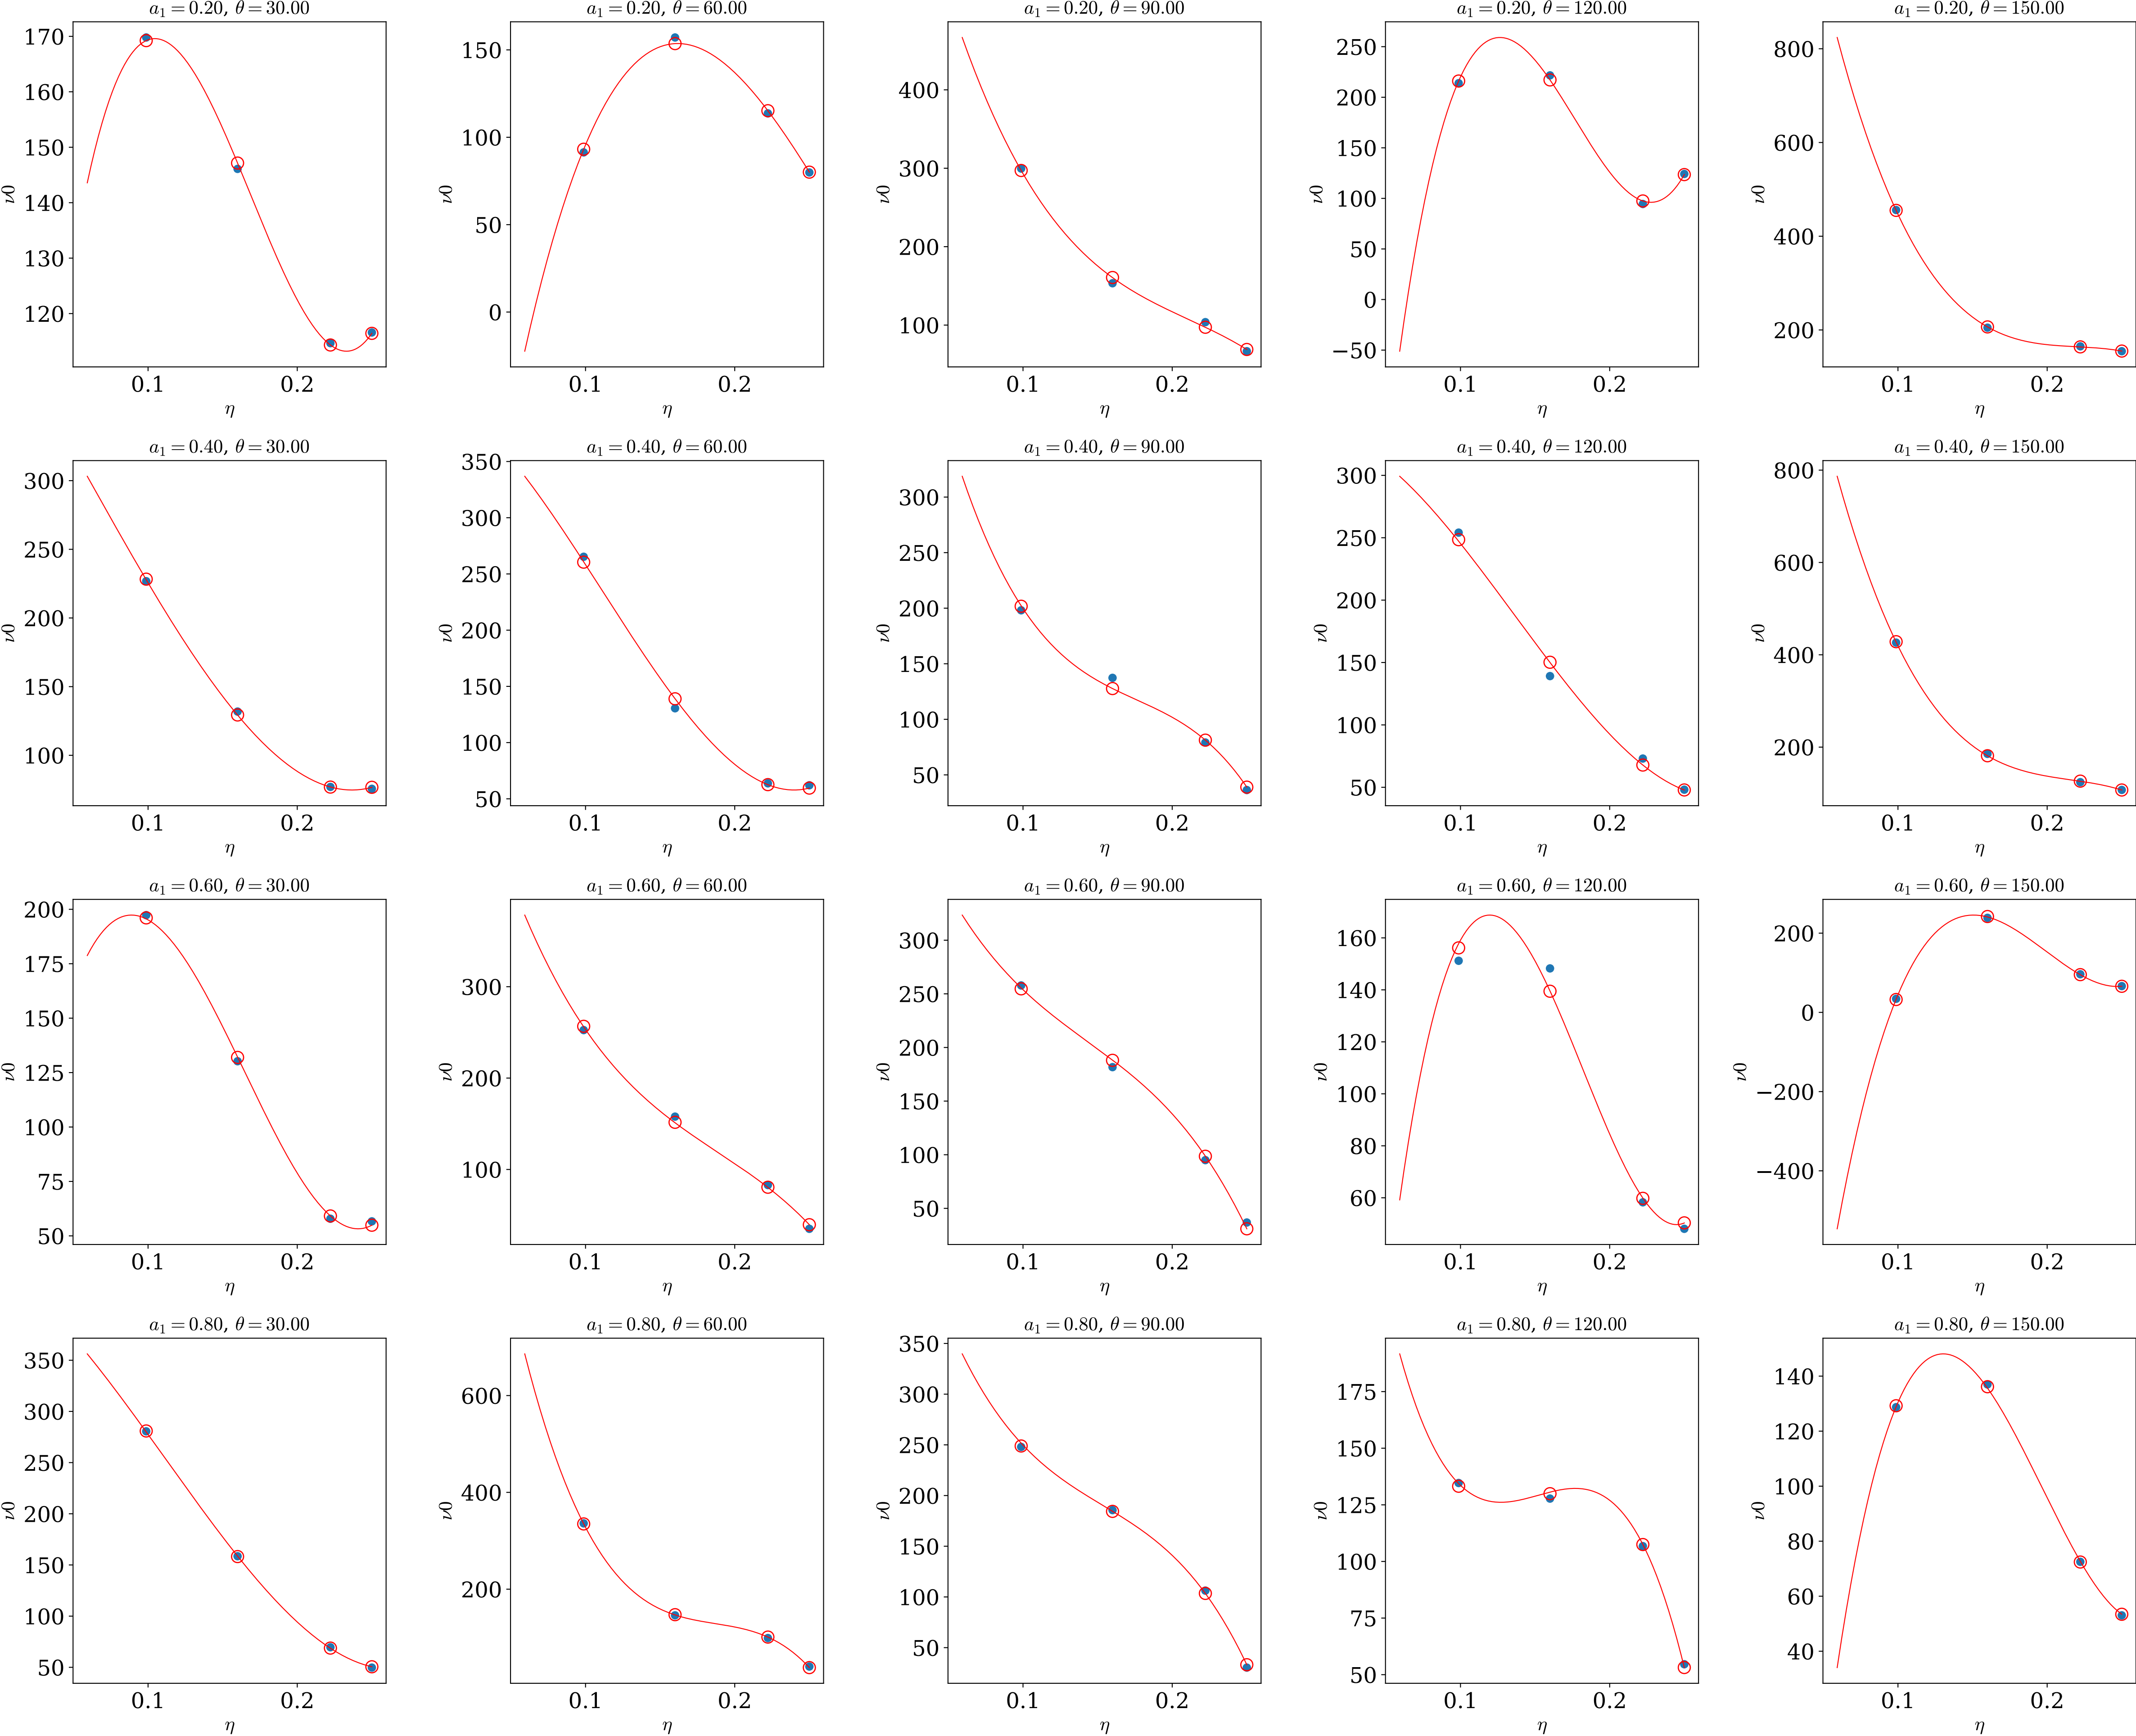 a₁ = 0.20, θ = 30.00
ν0
170
160
150
140
130
120
0.1 0.2
η
a₁ = 0.20, θ = 60.00
ν0
150
100
50
0
0.1 0.2
η
a₁ = 0.20, θ = 90.00
ν0
400
300
200
100
0.1 0.2
η
a₁ = 0.20, θ = 120.00
ν0
250
200
150
100
50
0
−50
0.1 0.2
η
a₁ = 0.20, θ = 150.00
ν0
800
600
400
200
0.1 0.2
η
a₁ = 0.40, θ = 30.00
ν0
300
250
200
150
100
0.1 0.2
η
a₁ = 0.40, θ = 60.00
ν0
350
300
250
200
150
100
50
0.1 0.2
η
a₁ = 0.40, θ = 90.00
ν0
300
250
200
150
100
50
0.1 0.2
η
a₁ = 0.40, θ = 120.00
ν0
300
250
200
150
100
50
0.1 0.2
η
a₁ = 0.40, θ = 150.00
ν0
800
600
400
200
0.1 0.2
η
a₁ = 0.60, θ = 30.00
ν0
200
175
150
125
100
75
50
0.1 0.2
η
a₁ = 0.60, θ = 60.00
ν0
300
200
100
0.1 0.2
η
a₁ = 0.60, θ = 90.00
ν0
300
250
200
150
100
50
0.1 0.2
η
a₁ = 0.60, θ = 120.00
ν0
160
140
120
100
80
60
0.1 0.2
η
a₁ = 0.60, θ = 150.00
ν0
200
0
−200
−400
0.1 0.2
η
a₁ = 0.80, θ = 30.00
ν0
350
300
250
200
150
100
50
0.1 0.2
η
a₁ = 0.80, θ = 60.00
ν0
600
400
200
0.1 0.2
η
a₁ = 0.80, θ = 90.00
ν0
350
300
250
200
150
100
50
0.1 0.2
η
a₁ = 0.80, θ = 120.00
ν0
175
150
125
100
75
50
0.1 0.2
η
a₁ = 0.80, θ = 150.00
ν0
140
120
100
80
60
40
0.1 0.2
η